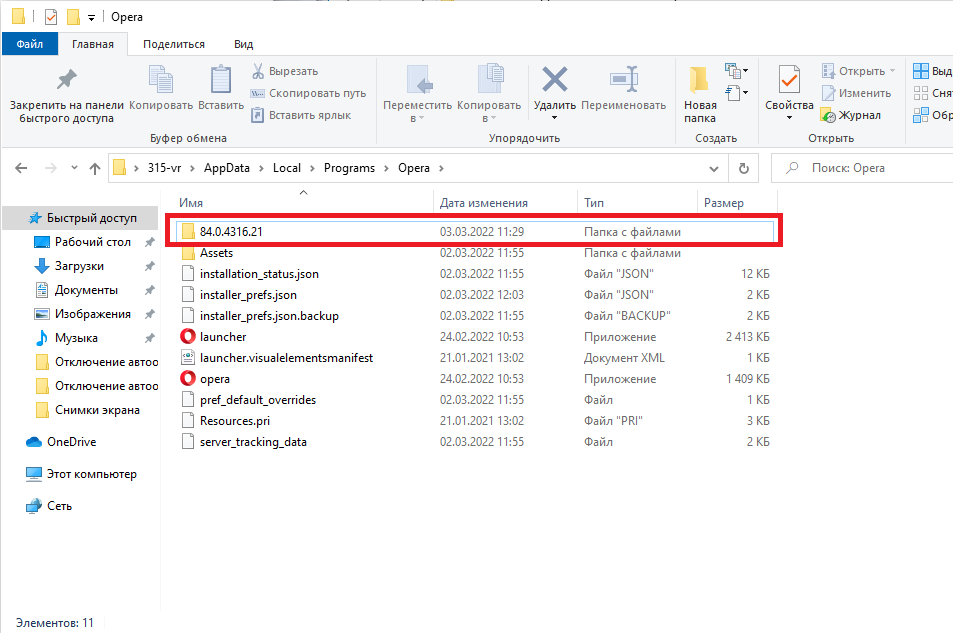 Opera
Файл Главная Поделиться Вид
Закрепить на панели быстрого доступа
Копировать
Вставить
Вырезать
Скопировать путь
Вставить ярлык
Буфер обмена
Переместить в
Копировать в
Удалить
Переименовать
Упорядочить
Новая папка
Создать
Свойства
Открыть
Изменить
Журнал
Открыть
315-vr > AppData > Local > Programs > Opera >
Поиск: Opera
Быстрый доступ
Рабочий стол
Загрузки
Документы
Изображения
Музыка
Отключение автоо
Отключение автоо
Снимки экрана
OneDrive
Этот компьютер
Сеть
Имя Дата изменения Тип Размер
84.0.4316.21 03.03.2022 11:29 Папка с файлами
Assets 02.03.2022 11:55 Папка с файлами
installation_status.json 02.03.2022 11:55 Файл "JSON" 12 КБ
installer_prefs.json 02.03.2022 12:03 Файл "JSON" 2 КБ
installer_prefs.json.backup 02.03.2022 11:55 Файл "BACKUP" 2 КБ
launcher 24.02.2022 10:53 Приложение 2 413 КБ
launcher.visualelementsmanifest 21.01.2021 13:02 Документ XML 1 КБ
opera 24.02.2022 10:53 Приложение 1 409 КБ
pref_default_overrides 02.03.2022 11:55 Файл 1 КБ
Resources.pri 21.01.2021 13:02 Файл "PRI" 3 КБ
server_tracking_data 02.03.2022 11:55 Файл 2 КБ
Элементов: 11